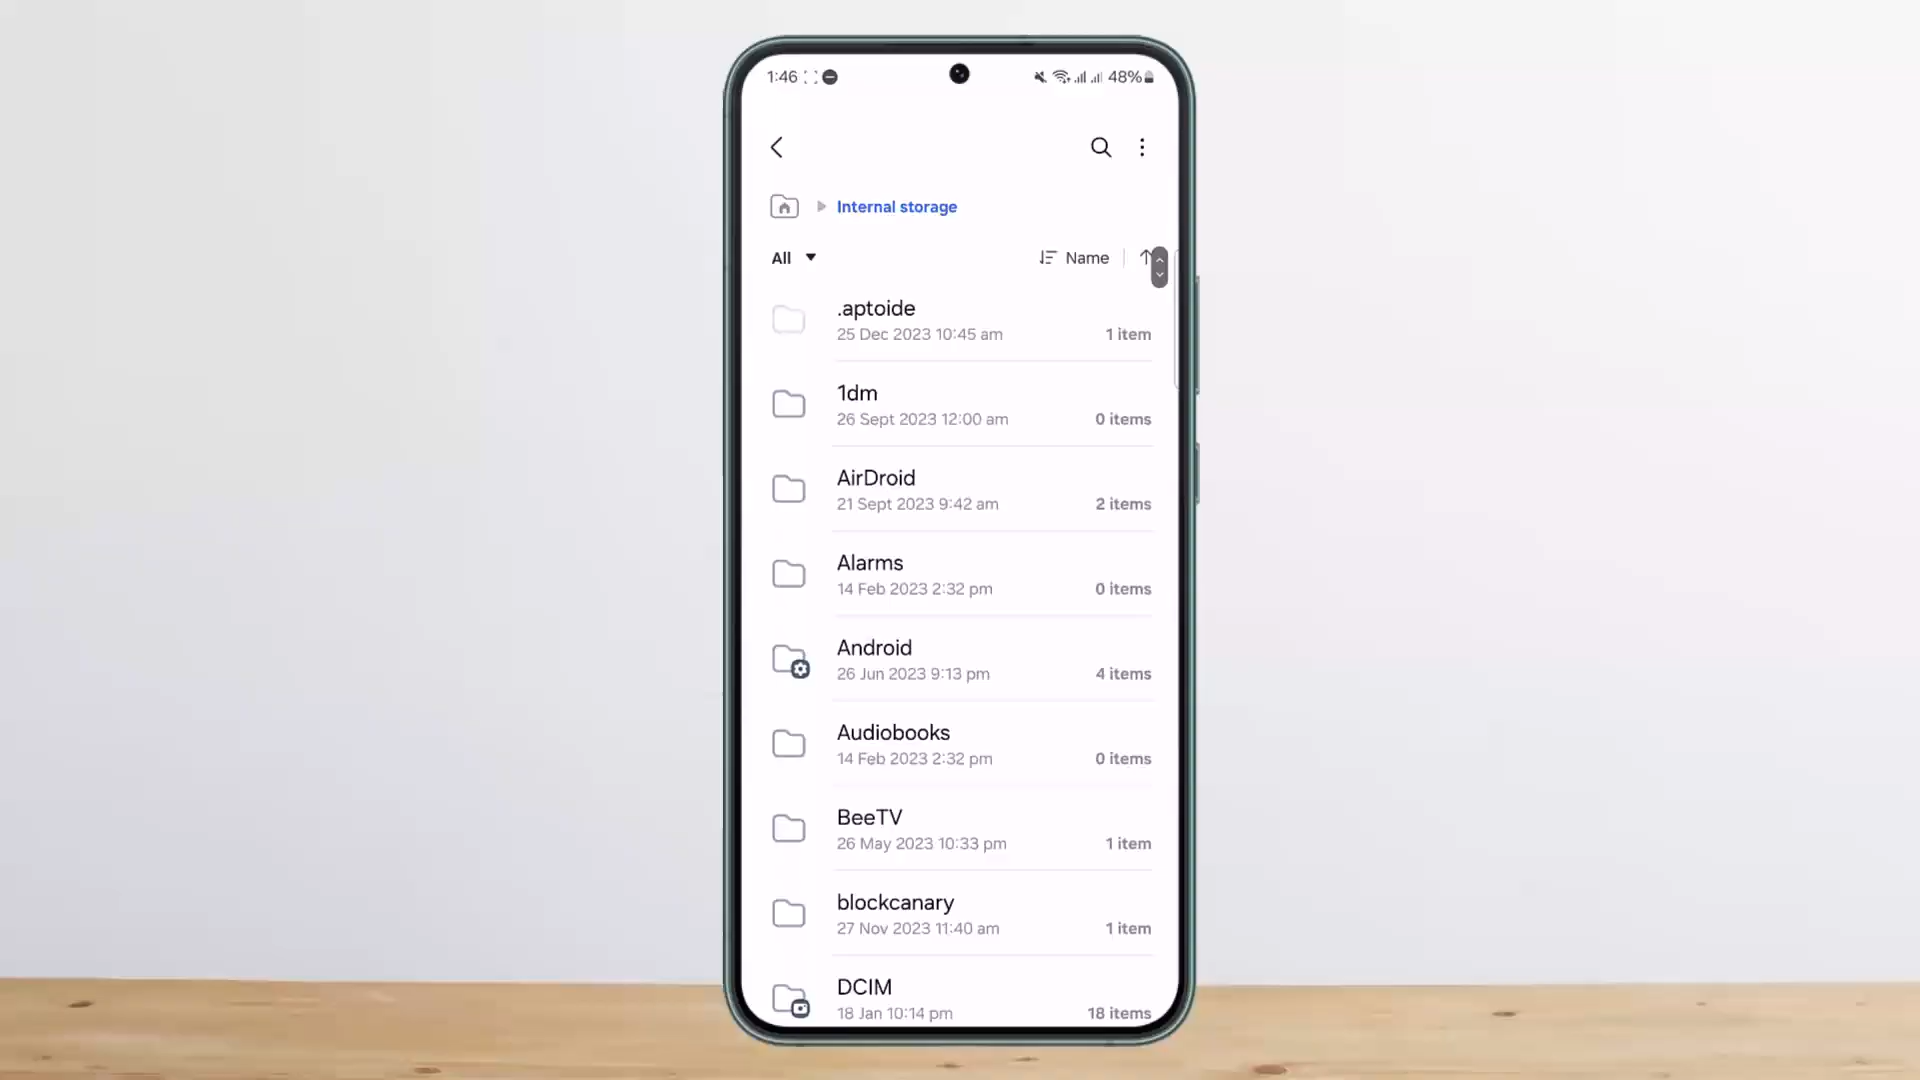 1:46 48%
Internal storage
All Name
.aptoide
25 Dec 2023 10:45 am 1 item
1dm
26 Sept 2023 12:00 am 0 items
AirDroid
21 Sept 2023 9:42 am 2 items
Alarms
14 Feb 2023 2:32 pm 0 items
Android
26 Jun 2023 9:13 pm 4 items
Audiobooks
14 Feb 2023 2:32 pm 0 items
BeeTV
26 May 2023 10:33 pm 1 item
blockcanary
27 Nov 2023 11:40 am 1 item
DCIM
18 Jan 10:14 pm 18 items